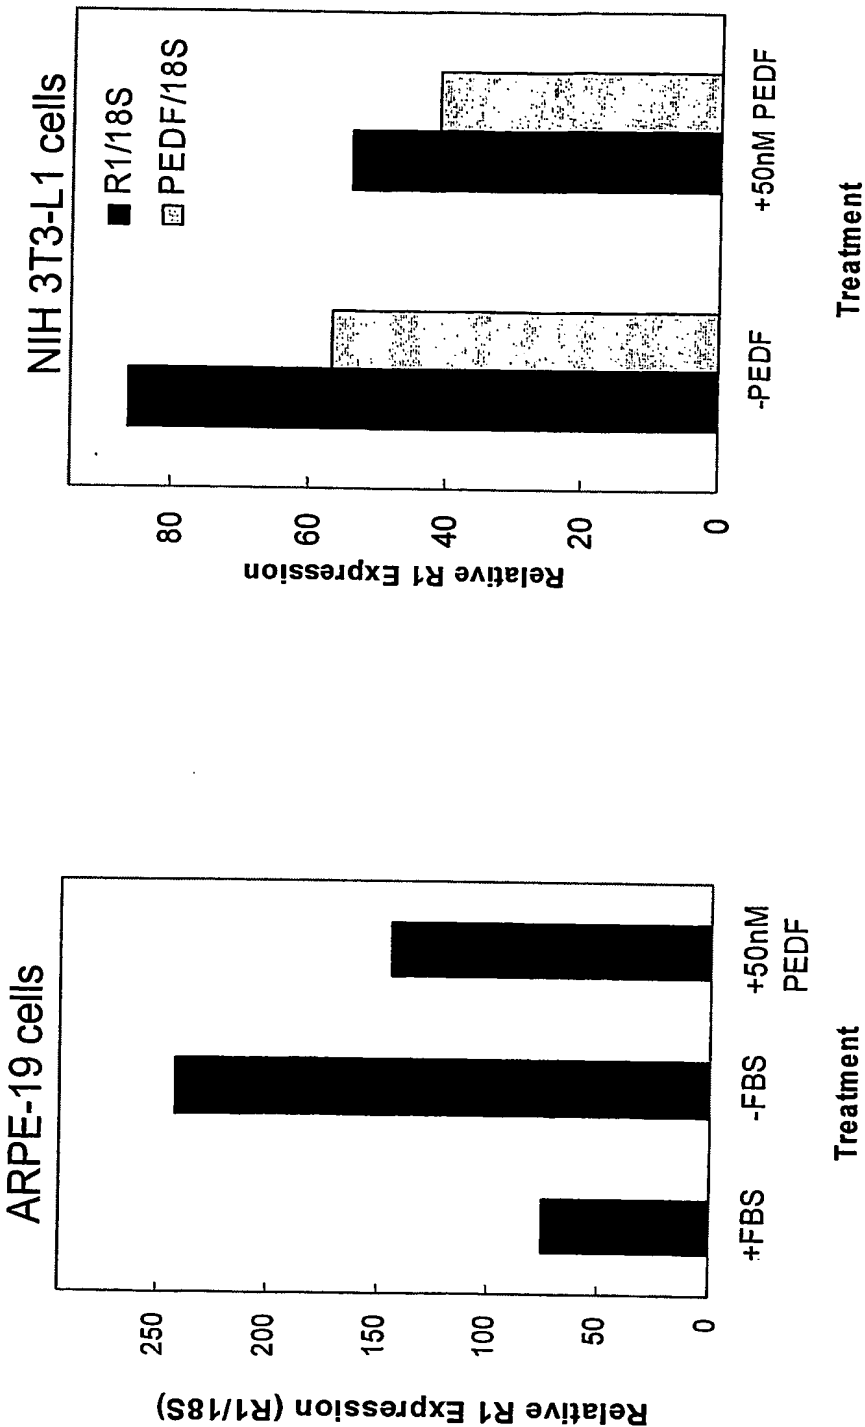 ARPE-19 cells
Relative R1 Expression (R1/18S)
250
200
150
100
50
0
+FBS
-FBS
+50nM
PEDF
Treatment
NIH 3T3-L1 cells
R1/18S
PEDF/18S
Relative R1 Expression
80
60
40
20
0
-PEDF
+50nM PEDF
Treatment